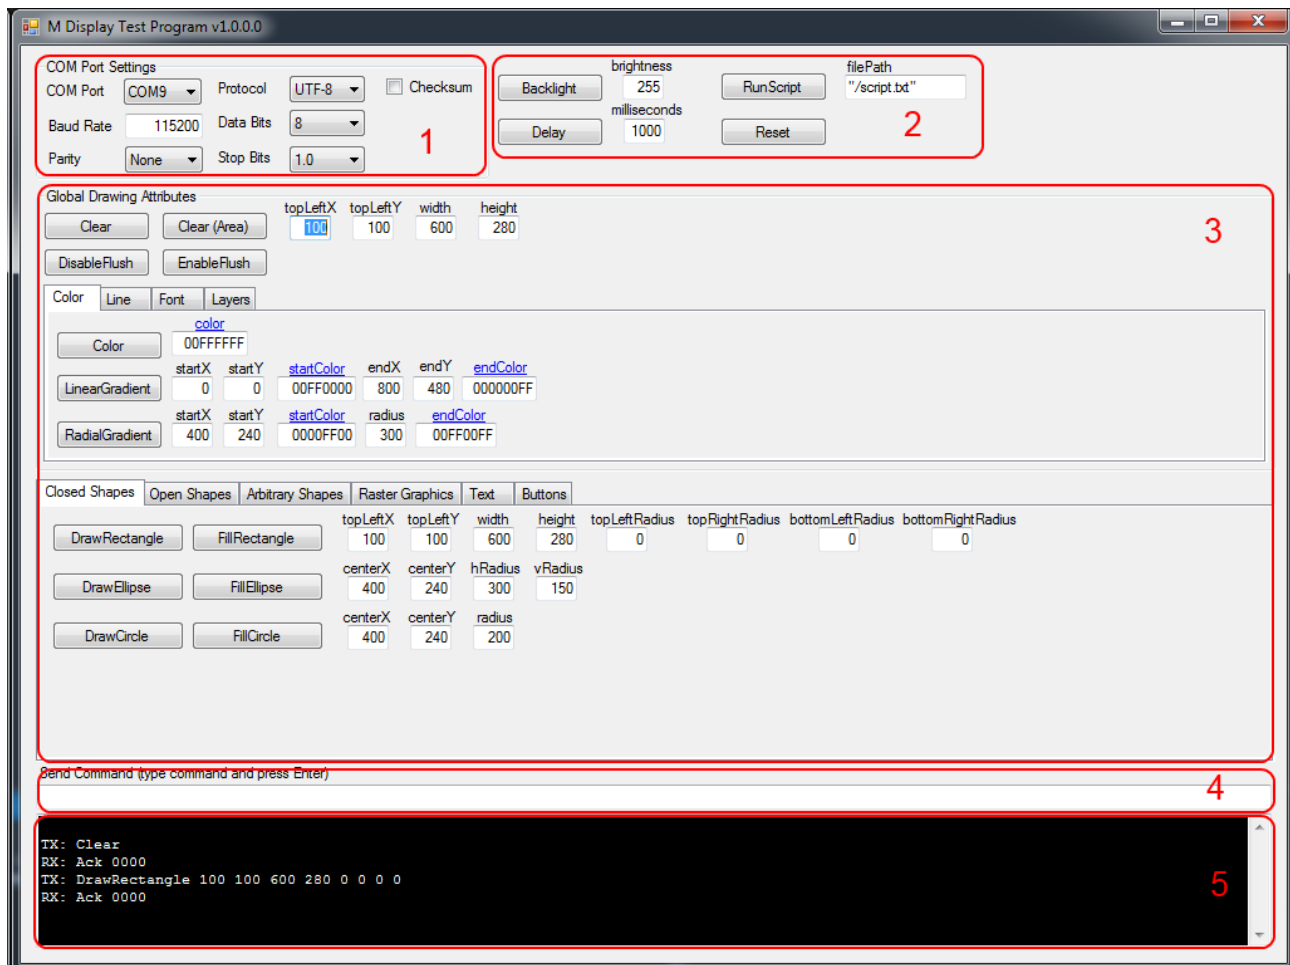 M Display Test Program v1.0.0.0
COM Port Settings
COM Port COM9 Protocol UTF-8 Checksum
Baud Rate 115200 Data Bits 8
Parity None Stop Bits 1.0
1
brightness filePath
Backlight 255 RunScript "/script.txt"
milliseconds
Delay 1000 Reset
2
Global Drawing Attributes
topLeftX topLeftY width height
Clear Clear (Area) 100 100 600 280
3
DisableFlush EnableFlush
Color Line Font Layers
color
Color 00FFFFFF
startX startY startColor endX endY endColor
LinearGradient 0 0 00FF0000 800 480 000000FF
startX startY startColor radius endColor
RadialGradient 400 240 0000FF00 300 00FF00FF
Closed Shapes Open Shapes Arbitrary Shapes Raster Graphics Text Buttons
topLeftX topLeftY width height topLeftRadius topRightRadius bottomLeftRadius bottomRightRadius
DrawRectangle FillRectangle 100 100 600 280 0 0 0 0
centerX centerY hRadius vRadius
DrawEllipse FillEllipse 400 240 300 150
centerX centerY radius
DrawCircle FillCircle 400 240 200
Send Command (type command and press Enter)
4
TX: Clear
RX: Ack 0000
TX: DrawRectangle 100 100 600 280 0 0 0 0
RX: Ack 0000
5